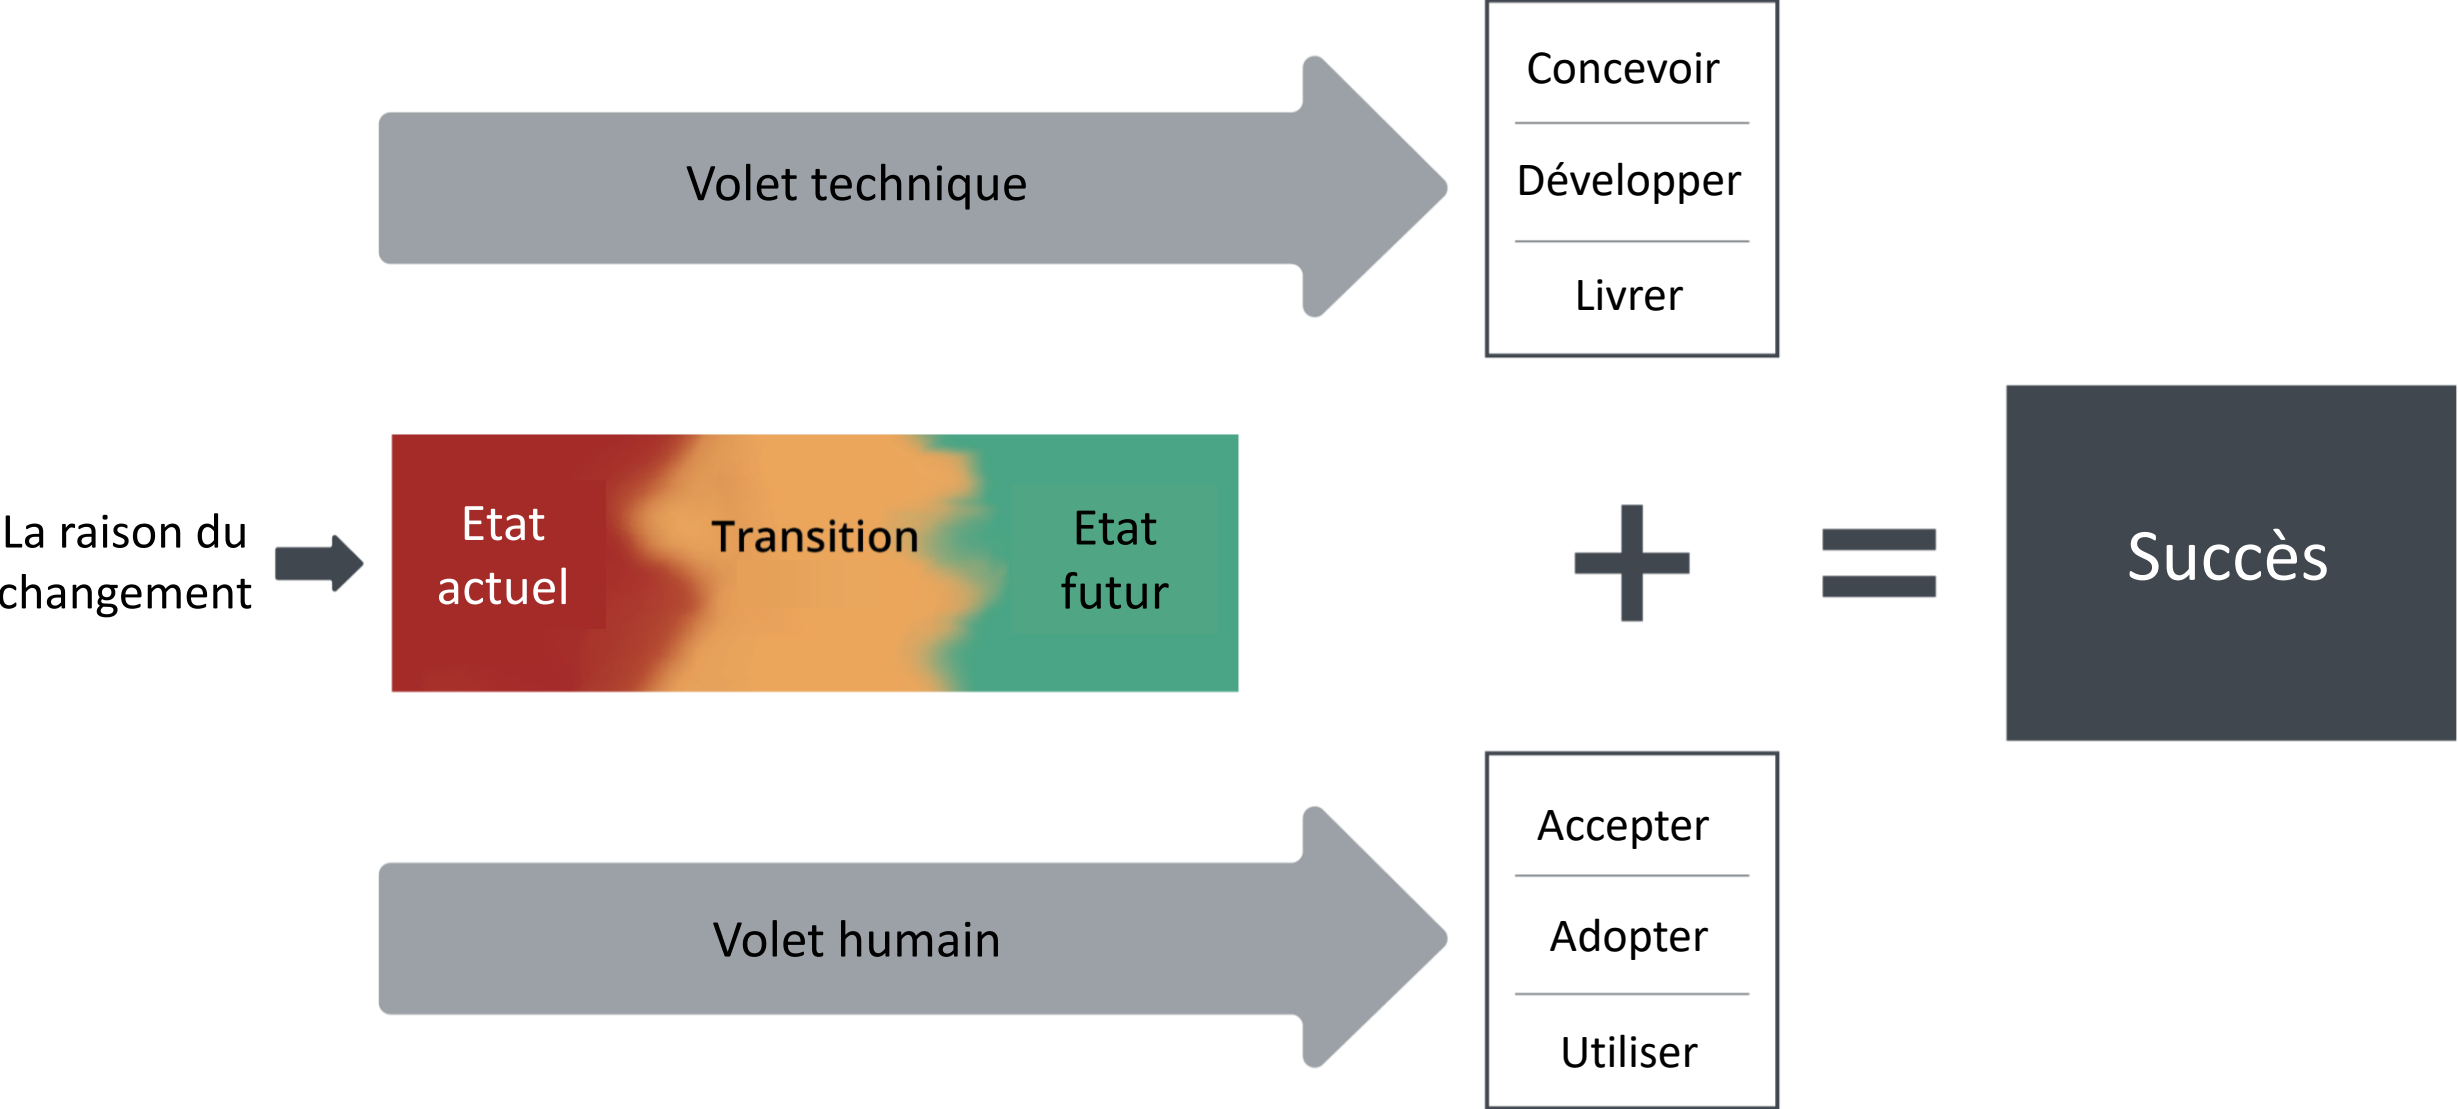 Volet technique
Concevoir
Développer
Livrer
La raison du
changement
Etat
actuel
Transition
Etat
futur
+
=
Succès
Volet humain
Accepter
Adopter
Utiliser